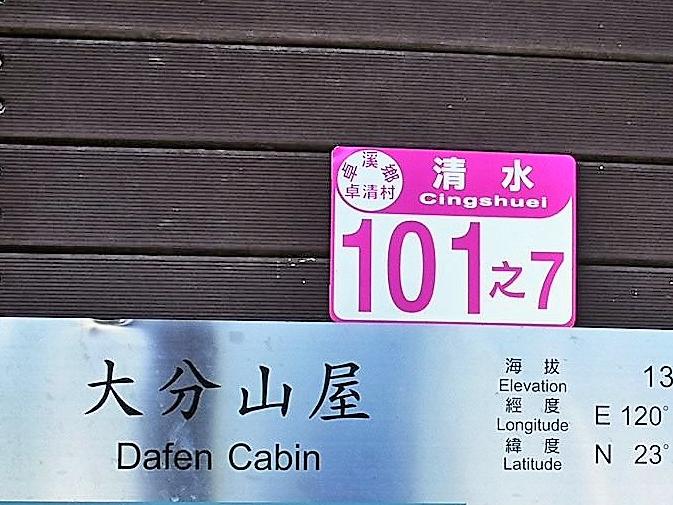 卓溪鄉
卓清村
清水
Cingshuei
101之7
大分山屋
Dafen Cabin
海拔 13
Elevation
經度 E 120°
Longitude
緯度 N 23°
Latitude